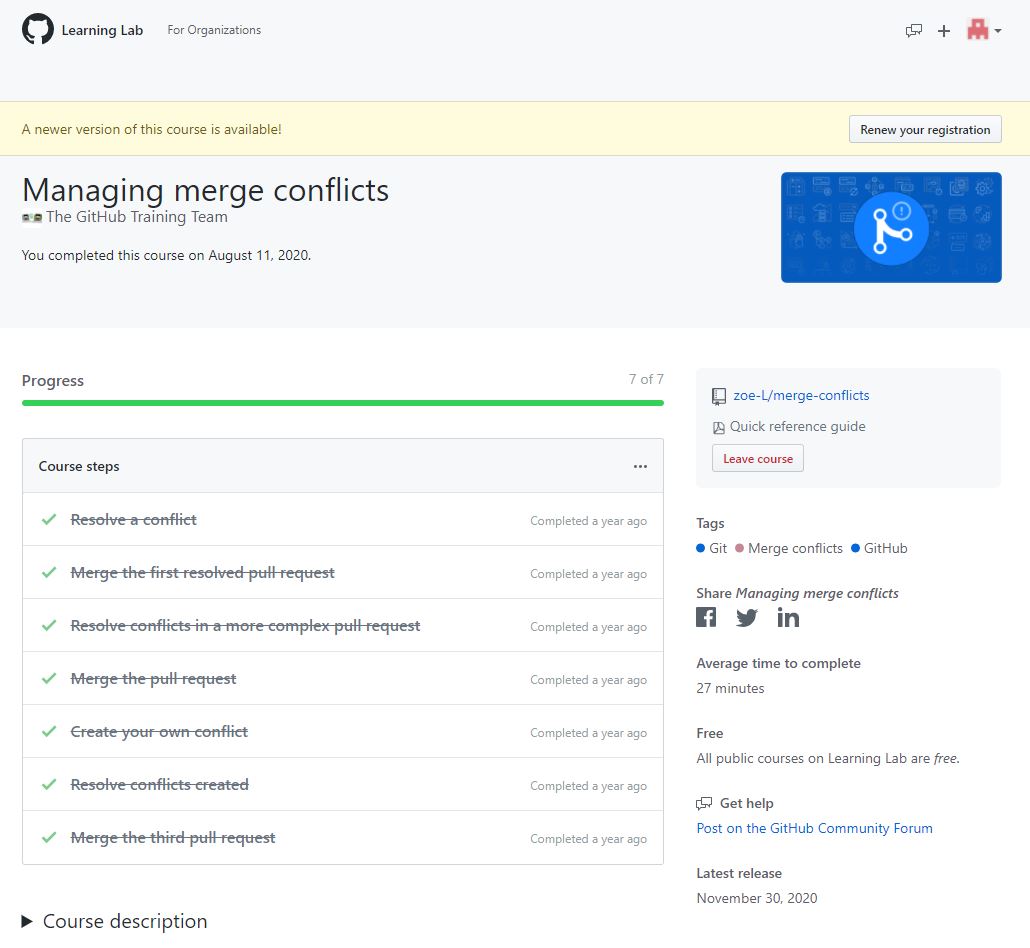 Learning Lab For Organizations
A newer version of this course is available!
Renew your registration
Managing merge conflicts
The GitHub Training Team
You completed this course on August 11, 2020.
Progress 7 of 7
Course steps
Resolve a conflict Completed a year ago
Merge the first resolved pull request Completed a year ago
Resolve conflicts in a more complex pull request Completed a year ago
Merge the pull request Completed a year ago
Create your own conflict Completed a year ago
Resolve conflicts created Completed a year ago
Merge the third pull request Completed a year ago
Course description
zoe-L/merge-conflicts
Quick reference guide
Leave course
Tags
Git Merge conflicts GitHub
Share Managing merge conflicts
Average time to complete
27 minutes
Free
All public courses on Learning Lab are free.
Get help
Post on the GitHub Community Forum
Latest release
November 30, 2020